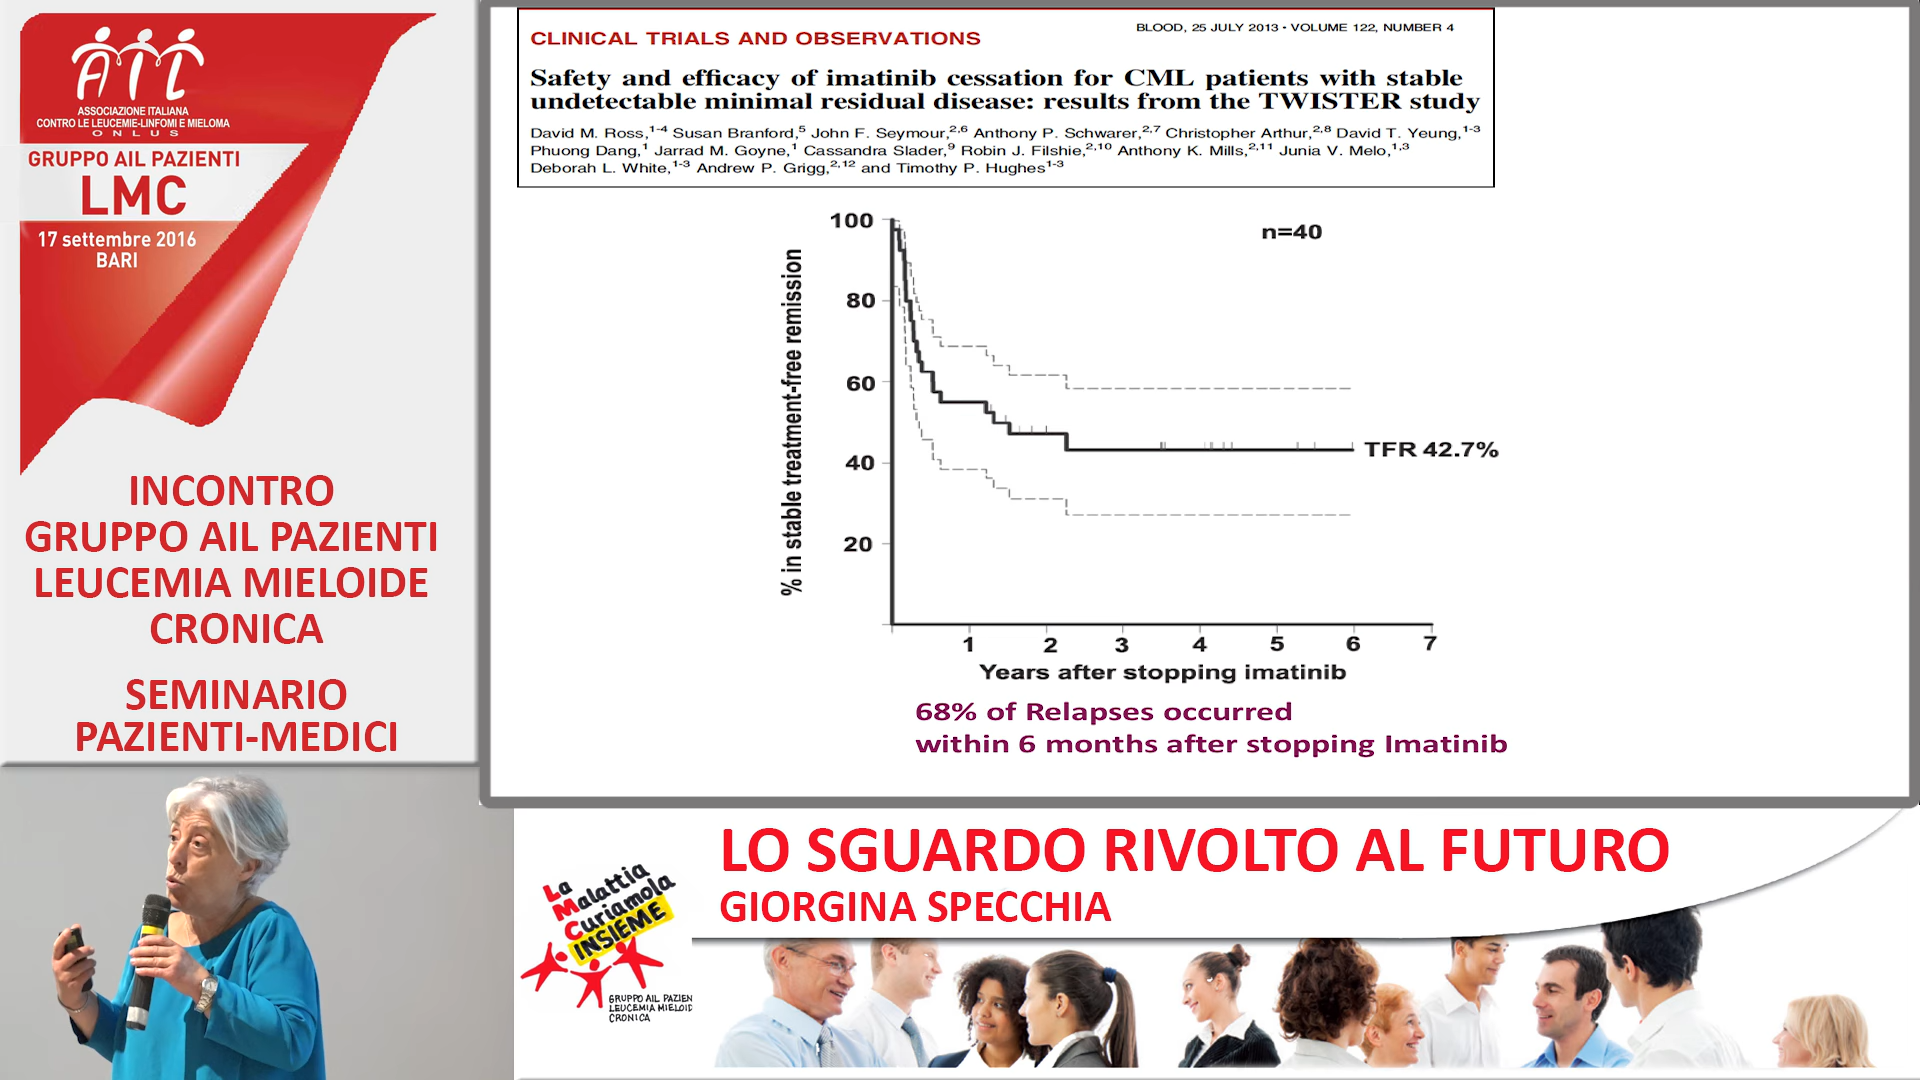 AIL
ASSOCIAZIONE ITALIANA
CONTRO LE LEUCEMIE-LINFOMI E MIELOMA
ONLUS
GRUPPO AIL PAZIENTI
LMC
17 settembre 2016
BARI
INCONTRO
GRUPPO AIL PAZIENTI
LEUCEMIA MIELOIDE
CRONICA
SEMINARIO
PAZIENTI-MEDICI
BLOOD, 25 JULY 2013 • VOLUME 122, NUMBER 4
CLINICAL TRIALS AND OBSERVATIONS
Safety and efficacy of imatinib cessation for CML patients with stable
undetectable minimal residual disease: results from the TWISTER study
David M. Ross,1-4 Susan Branford,5 John F. Seymour,2,6 Anthony P. Schwarer,2,7 Christopher Arthur,2,8 David T. Yeung,1-3
Phuong Dang,1 Jarrad M. Goyne,1 Cassandra Slader,9 Robin J. Filshie,2,10 Anthony K. Mills,2,11 Junia V. Melo,1,3
Deborah L. White,1-3 Andrew P. Grigg,2,12 and Timothy P. Hughes1-3
n=40
% in stable treatment-free remission
100
80
60
40
20
TFR 42.7%
1 2 3 4 5 6 7
Years after stopping imatinib
68% of Relapses occurred
within 6 months after stopping Imatinib
LO SGUARDO RIVOLTO AL FUTURO
GIORGINA SPECCHIA
La
Malattia
Curiamola
INSIEME
GRUPPO AIL PAZIEN
LEUCEMIA MIELOID
CRONICA